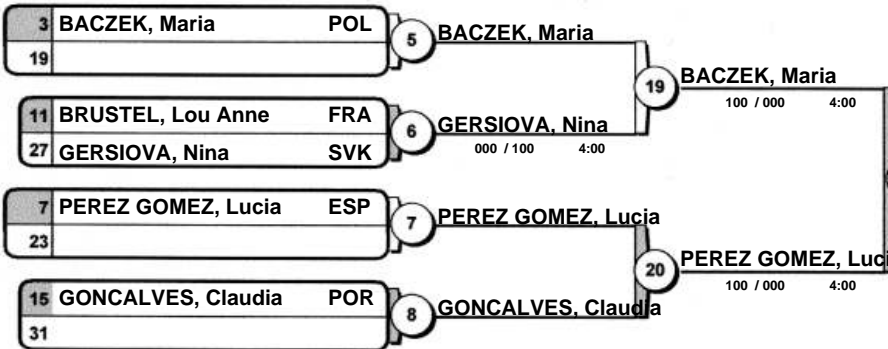 3 BACZEK, Maria POL
19
5 BACZEK, Maria
11 BRUSTEL, Lou Anne FRA
27 GERSIOVA, Nina SVK
6 GERSIOVA, Nina
000 / 100 4:00
19 BACZEK, Maria
100 / 000 4:00
7 PEREZ GOMEZ, Lucia ESP
23
7 PEREZ GOMEZ, Lucia
15 GONCALVES, Claudia POR
31
8 GONCALVES, Claudia
20 PEREZ GOMEZ, Luci
100 / 000 4:00